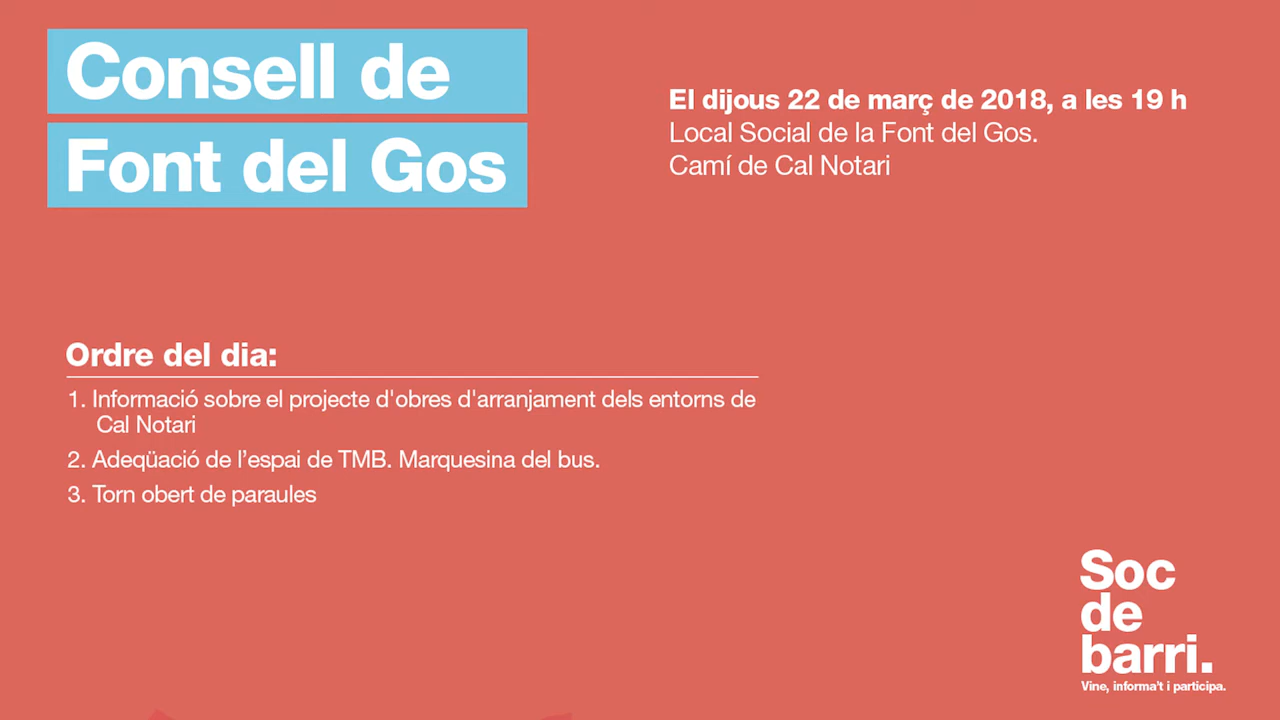 Consell de
Font del Gos
El dijous 22 de març de 2018, a les 19 h
Local Social de la Font del Gos.
Camí de Cal Notari
Ordre del dia:
1. Informació sobre el projecte d'obres d'arranjament dels entorns de
Cal Notari
2. Adeqüació de l’espai de TMB. Marquesina del bus.
3. Torn obert de paraules
Soc
de
barri.
Vine, informa't i participa.